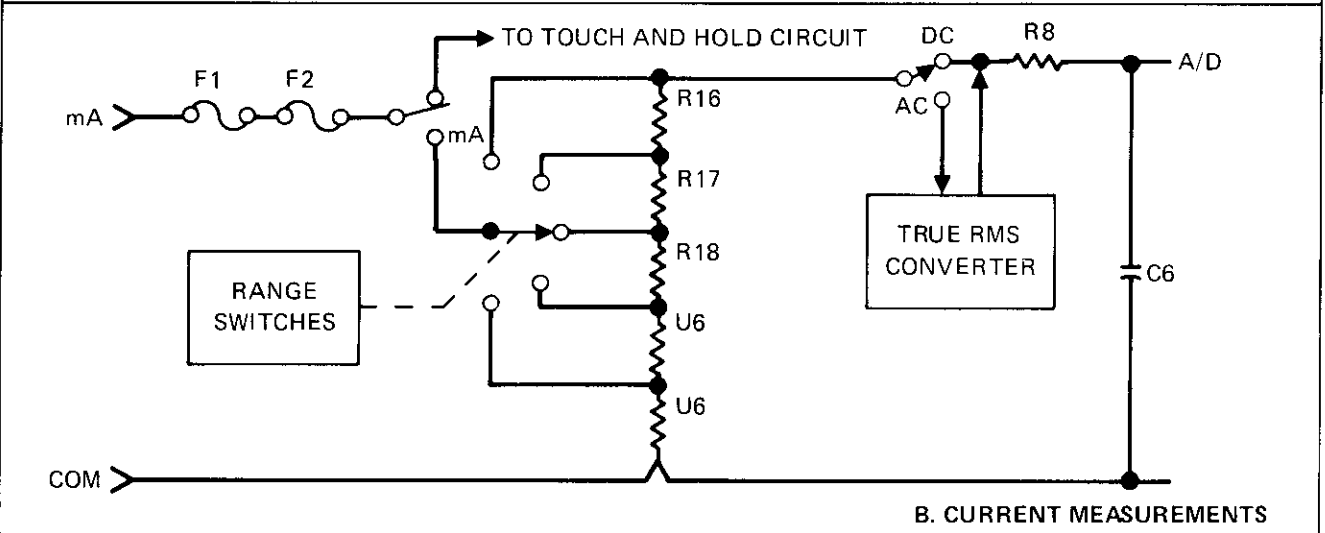 TO TOUCH AND HOLD CIRCUIT
DC
R8
F1
F2
A/D
R16
mA
AC
mA
R17
TRUE RMS
CONVERTER
R18
C6
RANGE
SWITCHES
U6
U6
COM
B. CURRENT MEASUREMENTS